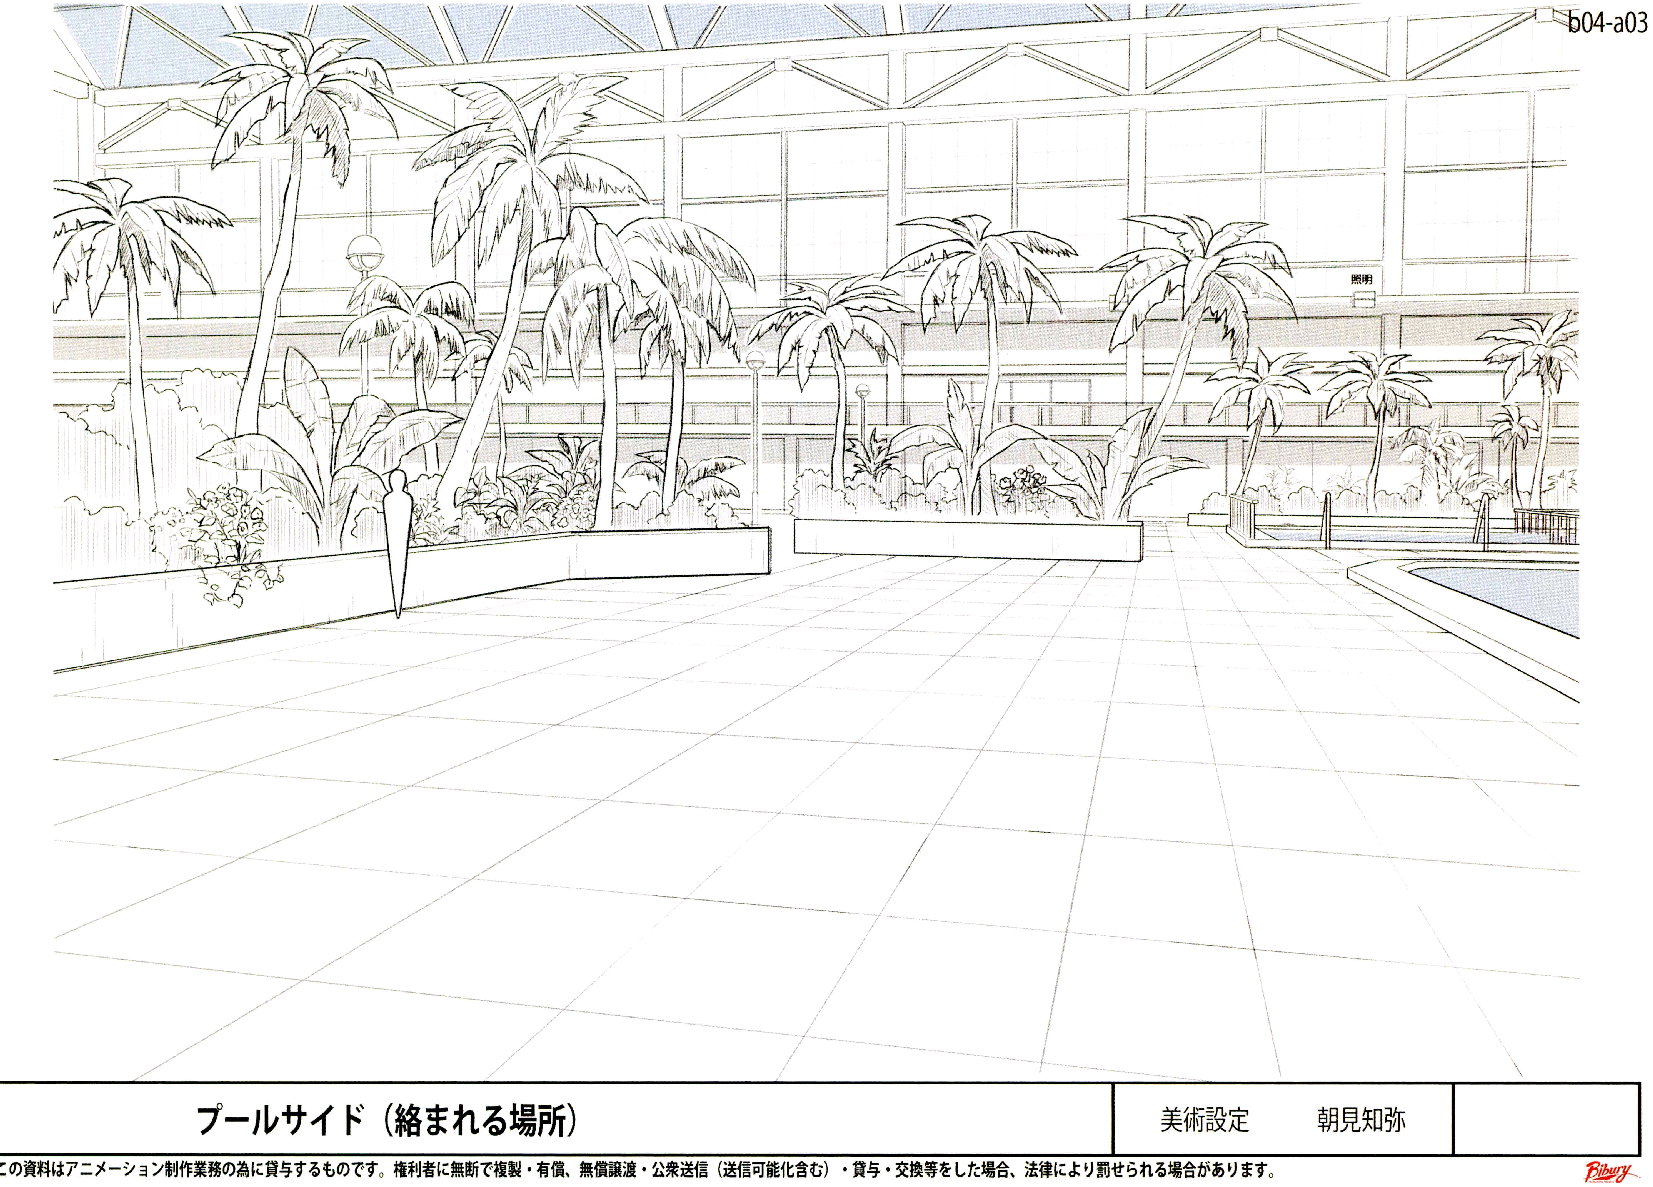 b04-a03
照明
プールサイド（絡まれる場所）
美術設定 朝見知弥
この資料はアニメーション制作業務の為に貸与するものです。権利者に無断で複製・有償、無償譲渡・公衆送信（送信可能化含む）・貸与・交換等をした場合、法律により罰せられる場合があります。
Bibury